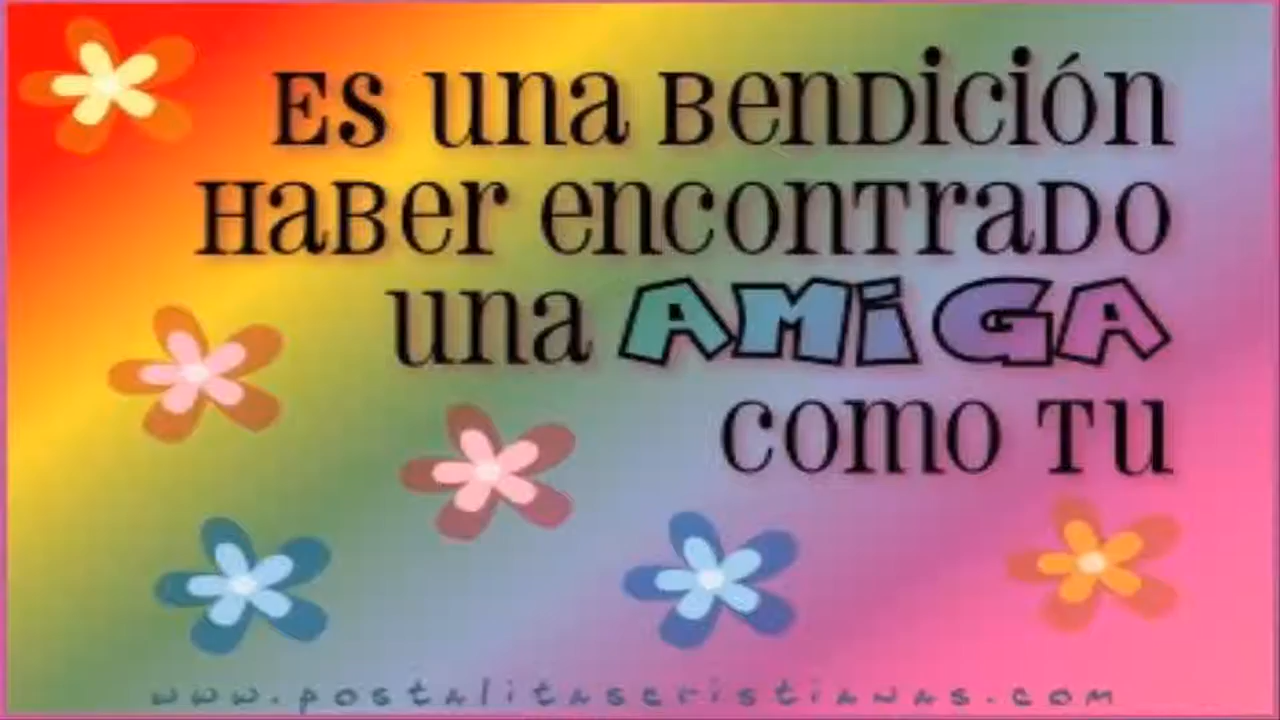 Es una Bendición
Haber encontrado
una AMiGA
como Tu
www.postalitascristianas.com